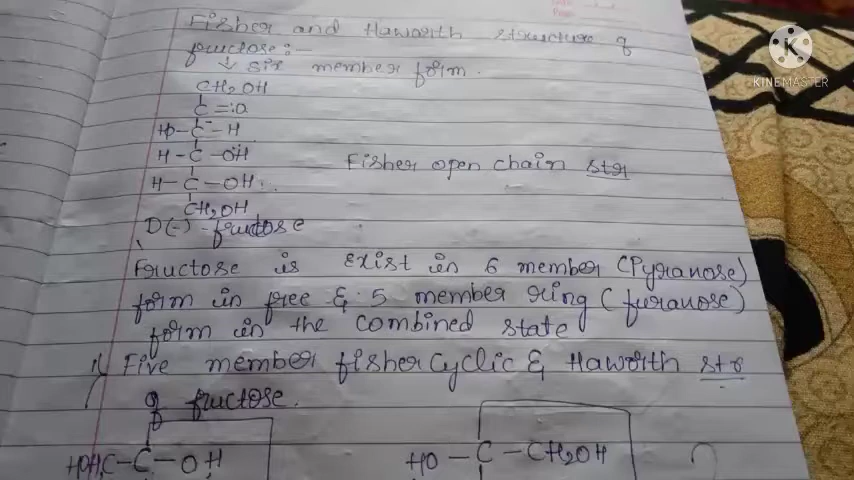 Fisher and Haworth structure of
fructose:-
↓ six member form.
CH2OH
C=:O
HO-C-H
H-C-OH
Fisher open chain str
H-C-OH
CH2OH
D(-)-fructose
Fructose is exist in 6 member (Pyranose)
form in free & 5 member ring (furanose)
form in the combined state
Five member fisher cyclic & Haworth str
of fructose.
HOH2C-C-OH
HO-C-CH2OH
K
KINEMASTER